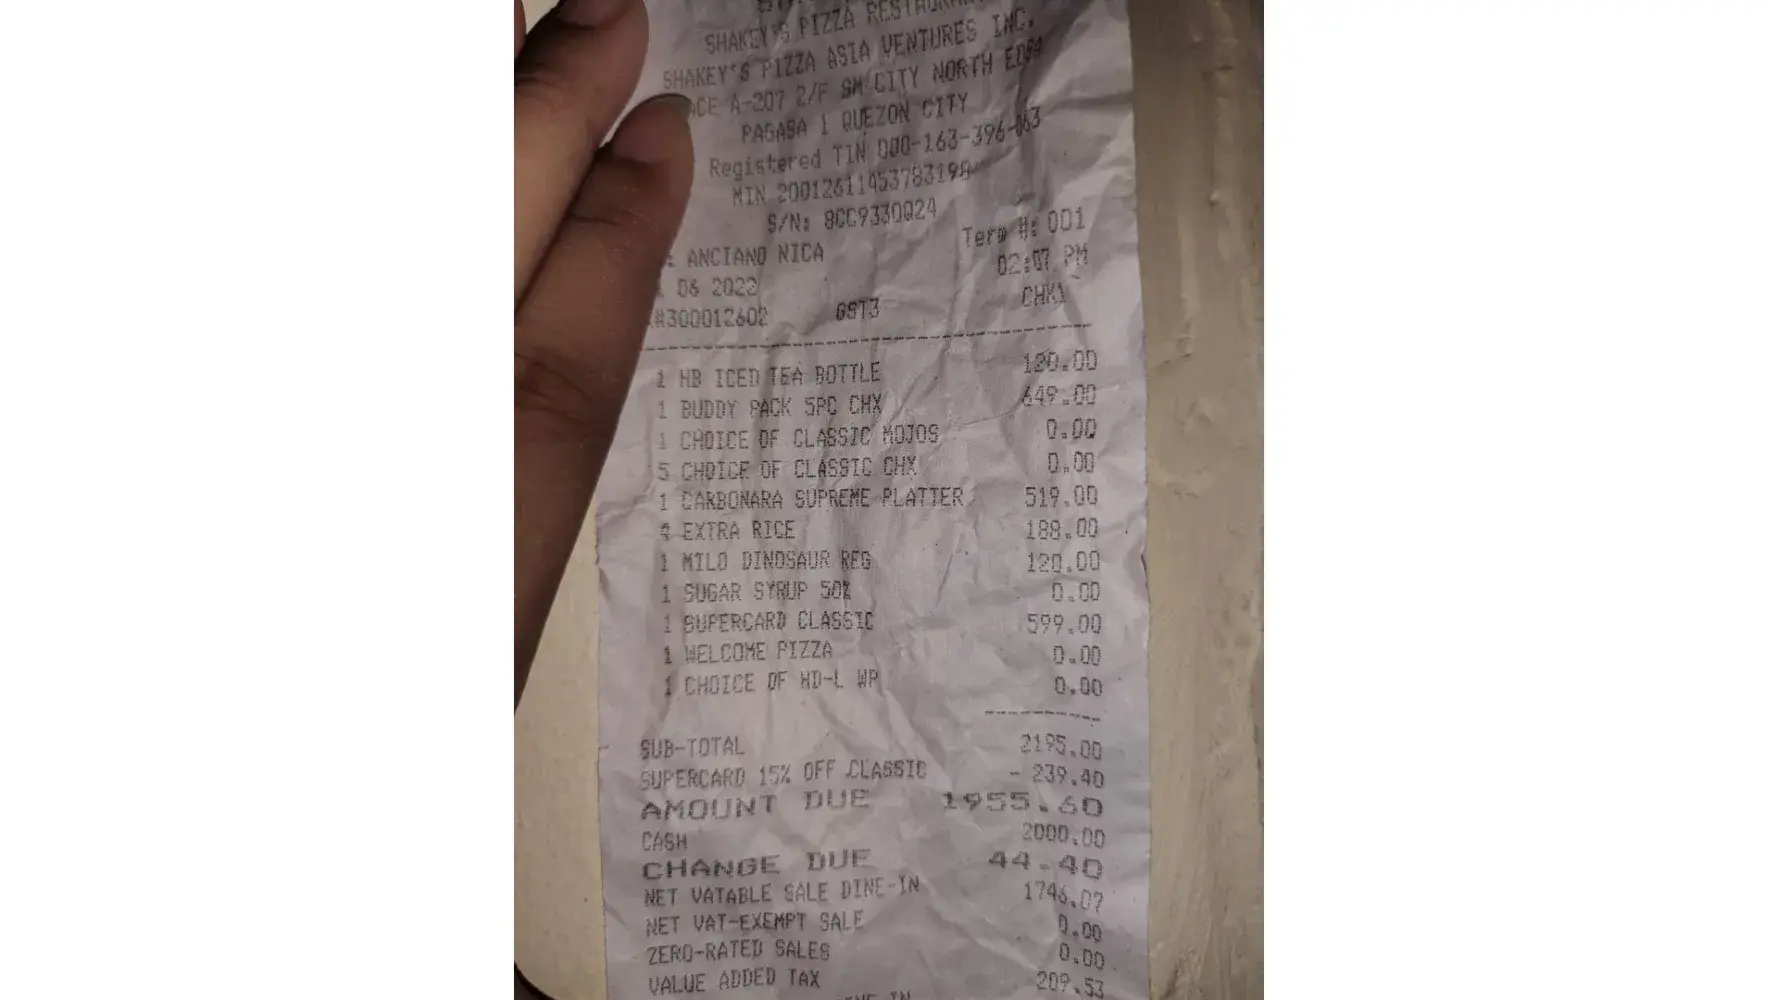 SHAKEY'S PIZZA RESTAURANT
SHAKEY'S PIZZA ASIA VENTURES INC.
ACE A-207 2/F SM CITY NORTH EDSA
PAGASA 1 QUEZON CITY
Registered TIN 000-163-396-063
MIN 20012611453783198
S/N: 8CC9330Q24
: ANCIANO NICA Term #: 001
06 2022 02:07 PM
#300012602 GST3 CHK1
1 HB ICED TEA BOTTLE 120.00
1 BUDDY PACK 5PC CHX 649.00
1 CHOICE OF CLASSIC MOJOS 0.00
5 CHOICE OF CLASSIC CHX 0.00
1 CARBONARA SUPREME PLATTER 519.00
4 EXTRA RICE 188.00
1 MILO DINOSAUR REG 120.00
1 SUGAR SYRUP 50% 0.00
1 SUPERCARD CLASSIC 599.00
1 WELCOME PIZZA 0.00
1 CHOICE OF HD-L WP 0.00
SUB-TOTAL 2195.00
SUPERCARD 15% OFF CLASSIC - 239.40
AMOUNT DUE 1955.60
CASH 2000.00
CHANGE DUE 44.40
NET VATABLE SALE DINE-IN 1746.07
NET VAT-EXEMPT SALE 0.00
ZERO-RATED SALES 0.00
VALUE ADDED TAX 209.53